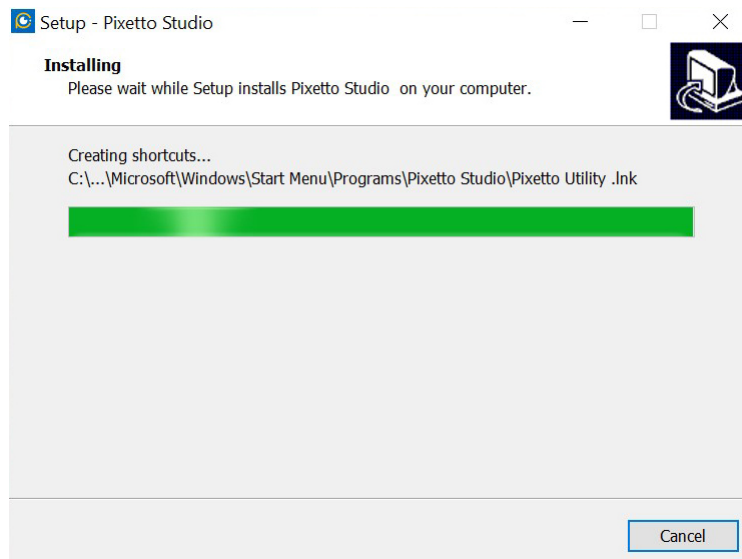 Setup - Pixetto Studio
Installing
Please wait while Setup installs Pixetto Studio  on your computer.
Creating shortcuts...
C:\...\Microsoft\Windows\Start Menu\Programs\Pixetto Studio\Pixetto Utility .lnk
Cancel